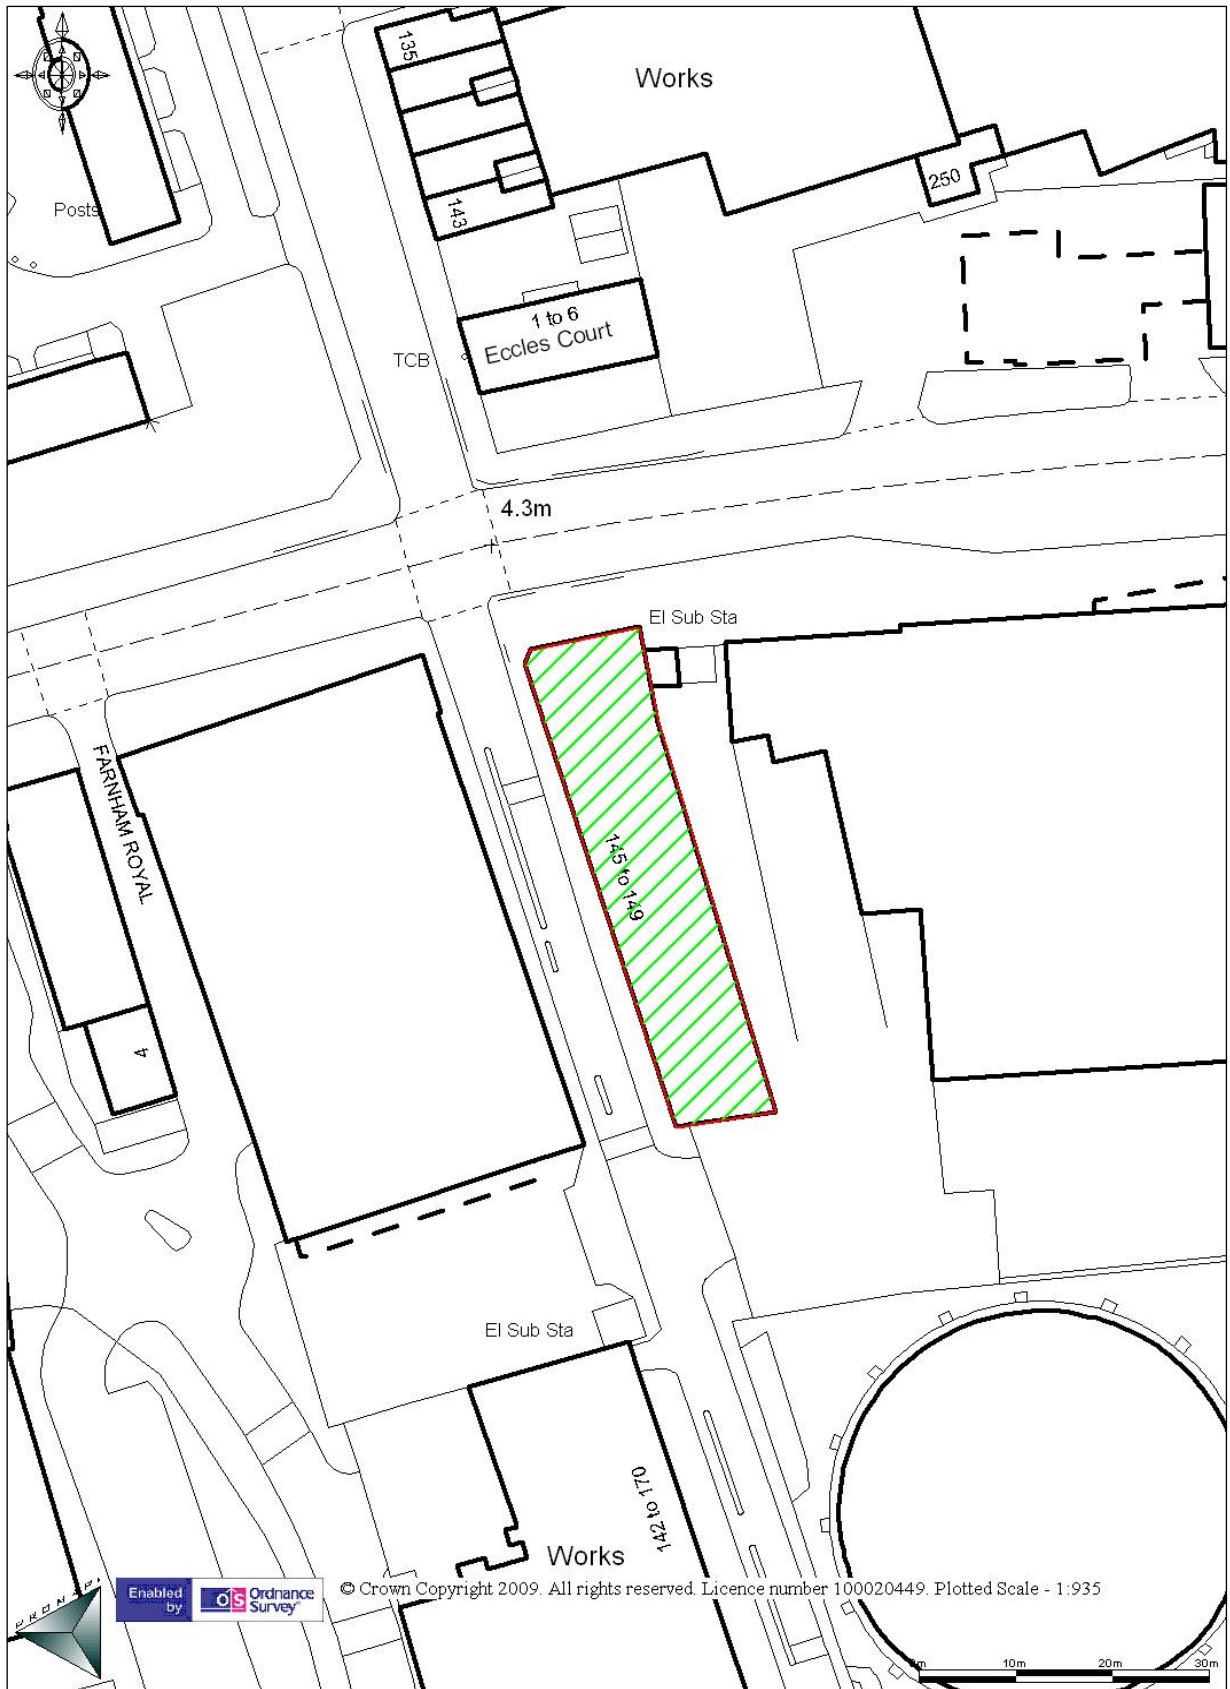 135
Works
250
Posts
143
1 to 6
Eccles Court
TCB
4.3m
El Sub Sta
FARNHAM ROYAL
145 to 149
4
El Sub Sta
142 to 170
Works
PROMAP
Enabled
by
OS Ordnance
Survey
© Crown Copyright 2009. All rights reserved. Licence number 100020449. Plotted Scale - 1:935
0m
10m
20m
30m